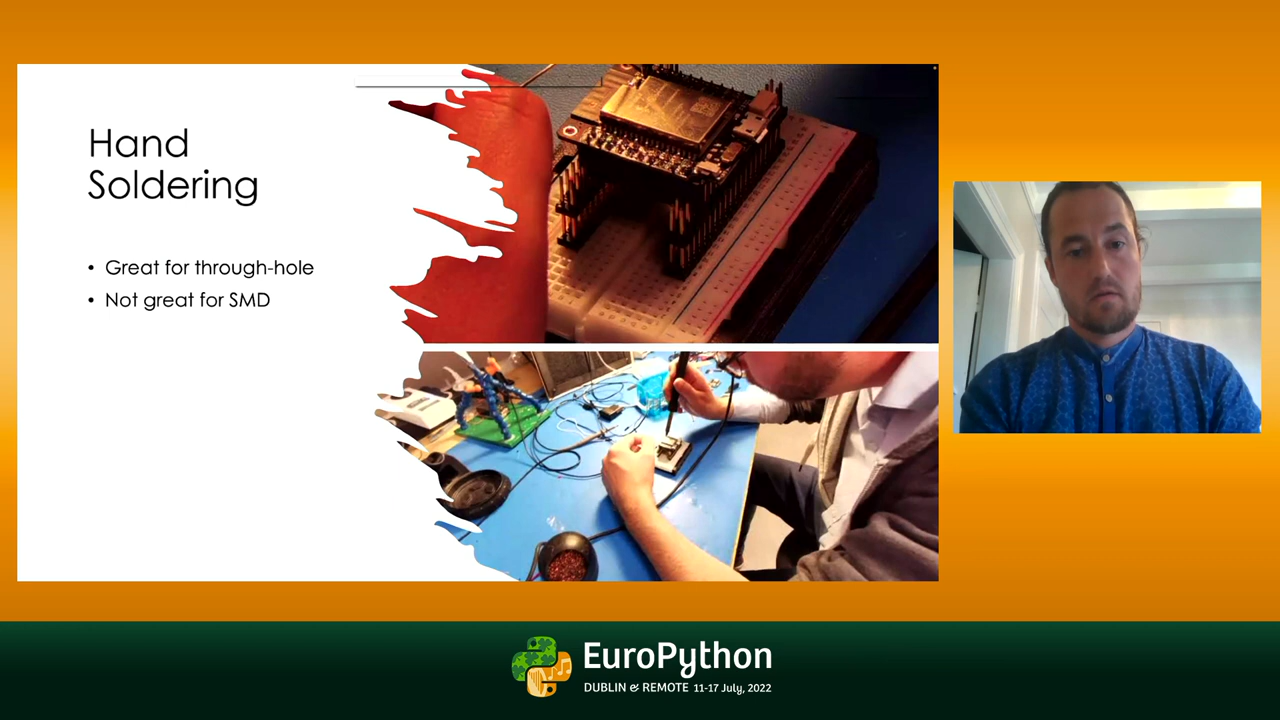 Hand
Soldering
• Great for through-hole
• Not great for SMD
EuroPython
DUBLIN & REMOTE 11-17 July, 2022